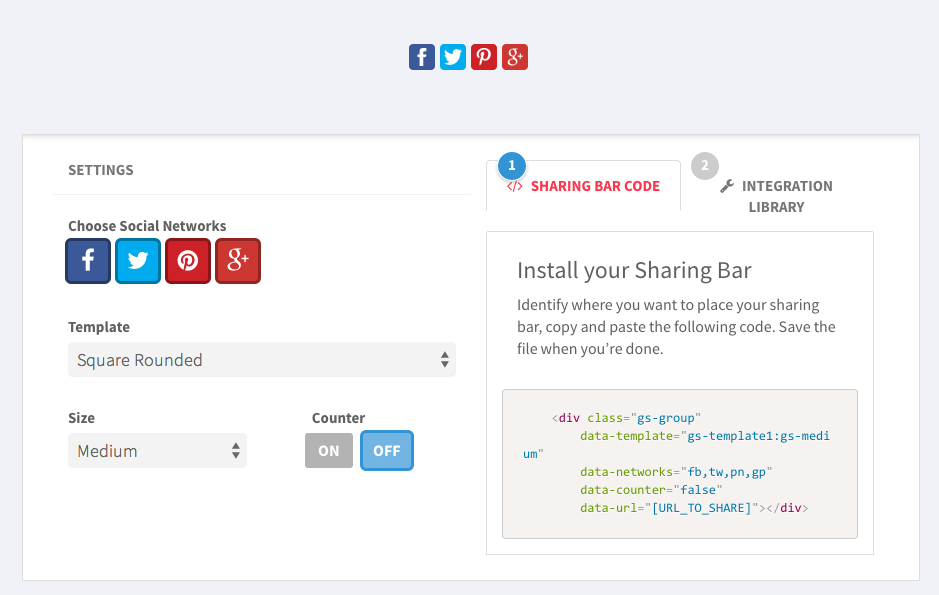 SETTINGS
Choose Social Networks
Template
Square Rounded
Size
Counter
Medium
ON
OFF
1
SHARING BAR CODE
2
INTEGRATION
LIBRARY
Install your Sharing Bar
Identify where you want to place your sharing
bar, copy and paste the following code. Save the
file when you're done.
<div class="gs-group"
data-template="gs-template1:gs-medi
um"
data-networks="fb,tw,pn,gp"
data-counter="false"
data-url="[URL_TO_SHARE]"></div>